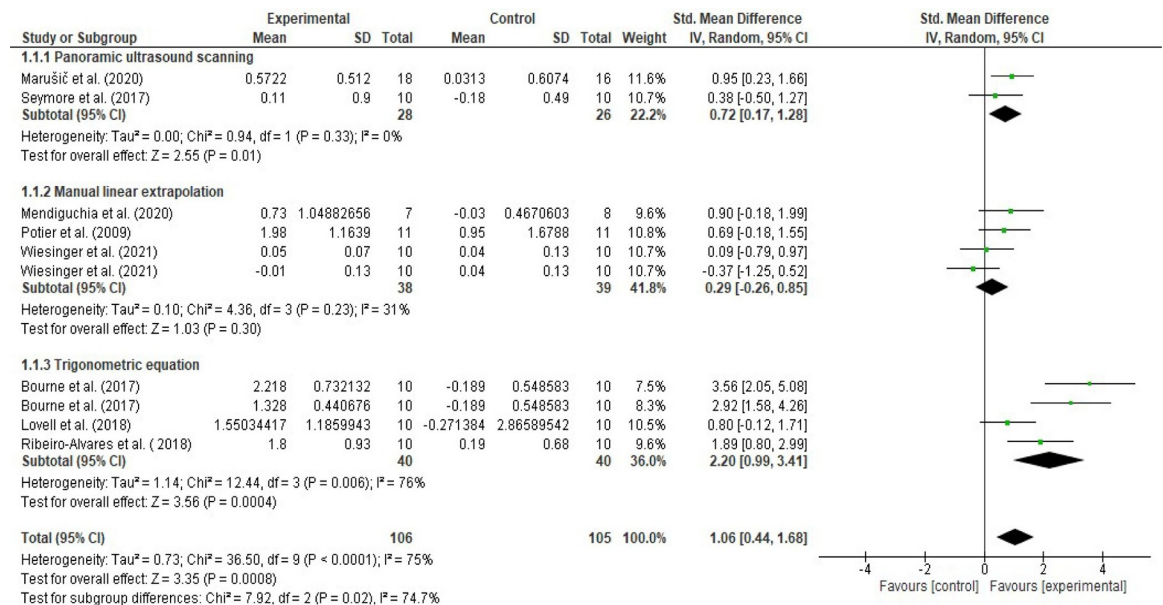 Experimental Control Std. Mean Difference Std. Mean Difference
Study or Subgroup Mean SD Total Mean SD Total Weight IV, Random, 95% CI IV, Random, 95% CI
1.1.1 Panoramic ultrasound scanning
Marušič et al. (2020) 0.5722 0.512 18 0.0313 0.6074 16 11.6% 0.95 [0.23, 1.66]
Seymore et al. (2017) 0.11 0.9 10 -0.18 0.49 10 10.7% 0.38 [-0.50, 1.27]
Subtotal (95% CI) 28 26 22.2% 0.72 [0.17, 1.28]
Heterogeneity: Tau² = 0.00; Chi² = 0.94, df = 1 (P = 0.33); I² = 0%
Test for overall effect: Z = 2.55 (P = 0.01)
1.1.2 Manual linear extrapolation
Mendiguchia et al. (2020) 0.73 1.04882656 7 -0.03 0.4670603 8 9.6% 0.90 [-0.18, 1.99]
Potier et al. (2009) 1.98 1.1639 11 0.95 1.6788 11 10.8% 0.69 [-0.18, 1.55]
Wiesinger et al. (2021) 0.05 0.07 10 0.04 0.13 10 10.7% 0.09 [-0.79, 0.97]
Wiesinger et al. (2021) -0.01 0.13 10 0.04 0.13 10 10.7% -0.37 [-1.25, 0.52]
Subtotal (95% CI) 38 39 41.8% 0.29 [-0.26, 0.85]
Heterogeneity: Tau² = 0.10; Chi² = 4.36, df = 3 (P = 0.23); I² = 31%
Test for overall effect: Z = 1.03 (P = 0.30)
1.1.3 Trigonometric equation
Bourne et al. (2017) 2.218 0.732132 10 -0.189 0.548583 10 7.5% 3.56 [2.05, 5.08]
Bourne et al. (2017) 1.328 0.440676 10 -0.189 0.548583 10 8.3% 2.92 [1.58, 4.26]
Lovell et al. (2018) 1.55034417 1.1859943 10 -0.271384 2.86589542 10 10.5% 0.80 [-0.12, 1.71]
Ribeiro-Alvares et al. ( 2018) 1.8 0.93 10 0.19 0.68 10 9.6% 1.89 [0.80, 2.99]
Subtotal (95% CI) 40 40 36.0% 2.20 [0.99, 3.41]
Heterogeneity: Tau² = 1.14; Chi² = 12.44, df = 3 (P = 0.006); I² = 76%
Test for overall effect: Z = 3.56 (P = 0.0004)
Total (95% CI) 106 105 100.0% 1.06 [0.44, 1.68]
Heterogeneity: Tau² = 0.73; Chi² = 36.50, df = 9 (P < 0.0001); I² = 75%
Test for overall effect: Z = 3.35 (P = 0.0008)
Test for subgroup differences: Chi² = 7.92, df = 2 (P = 0.02), I² = 74.7%
-4 -2 0 2 4
Favours [control] Favours [experimental]